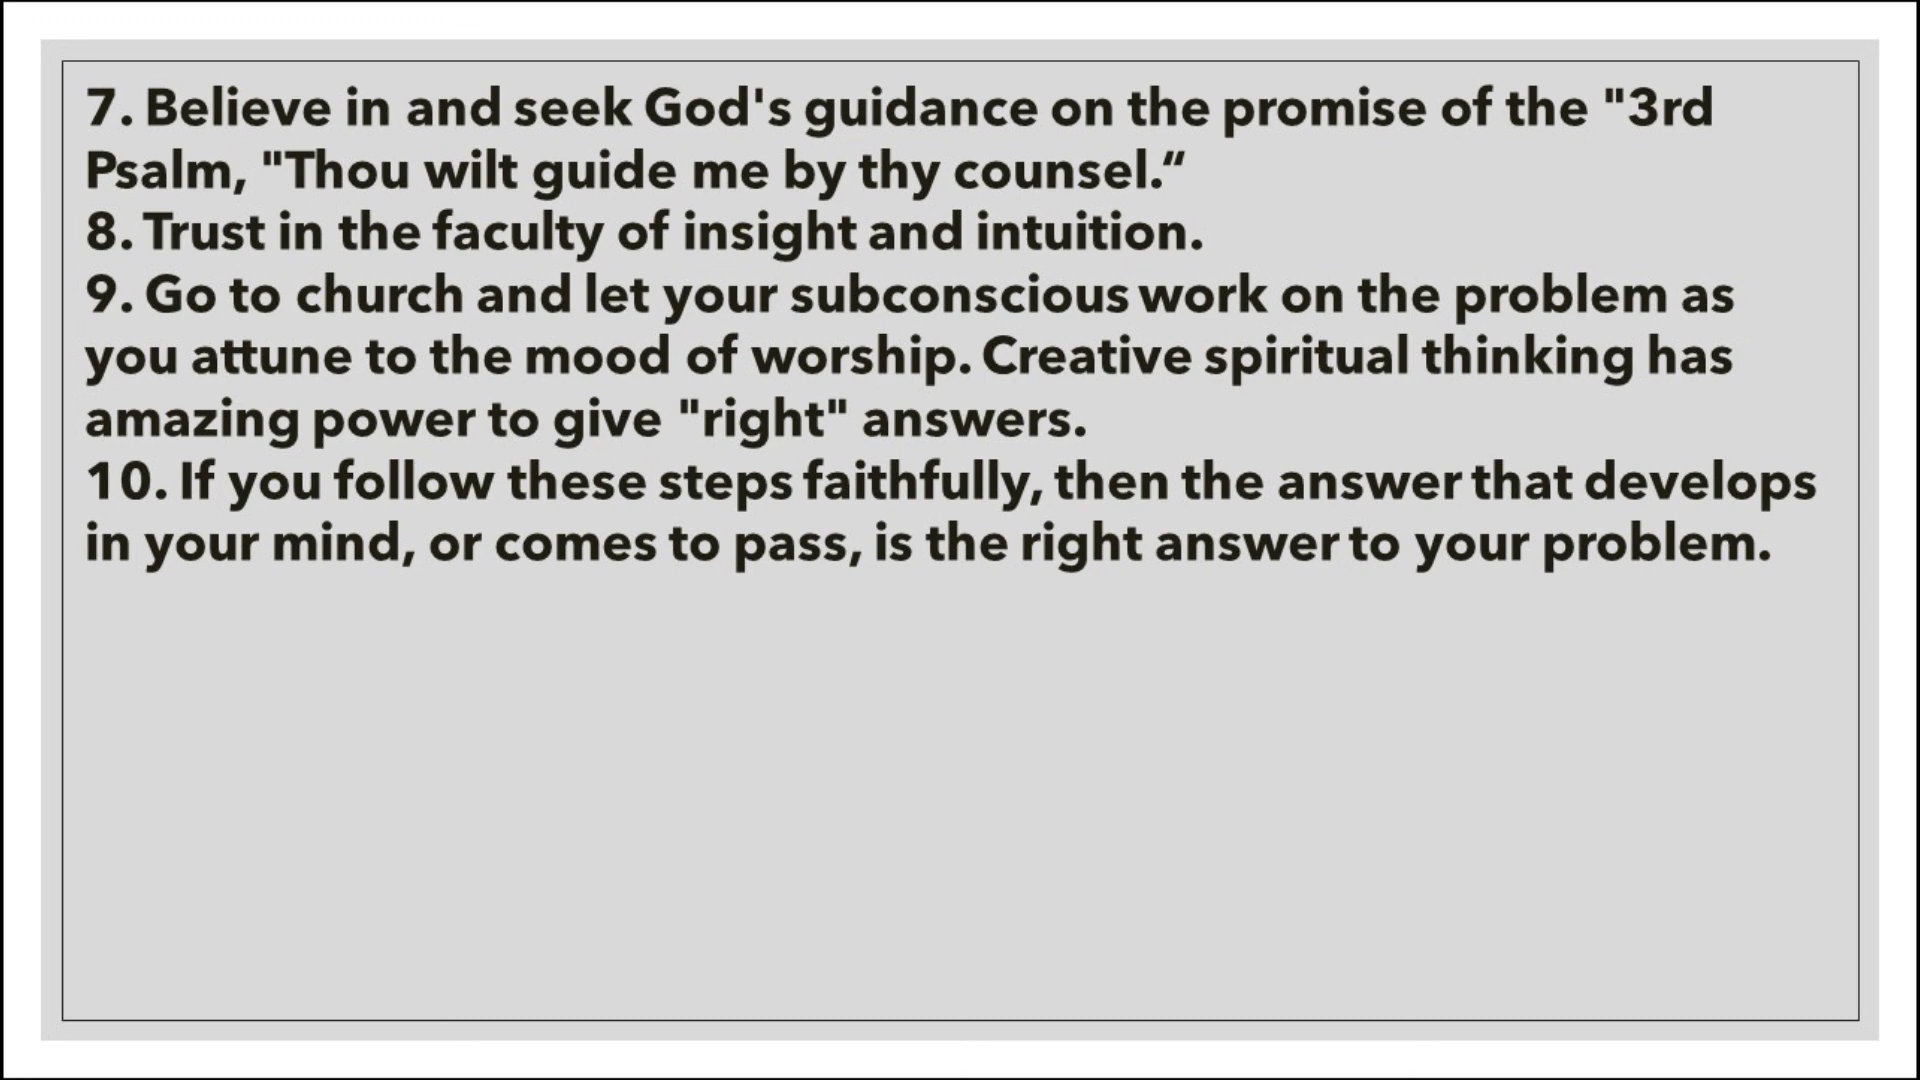 7. Believe in and seek God's guidance on the promise of the "3rd
Psalm, "Thou wilt guide me by thy counsel.“
8. Trust in the faculty of insight and intuition.
9. Go to church and let your subconscious work on the problem as
you attune to the mood of worship. Creative spiritual thinking has
amazing power to give "right" answers.
10. If you follow these steps faithfully, then the answer that develops
in your mind, or comes to pass, is the right answer to your problem.